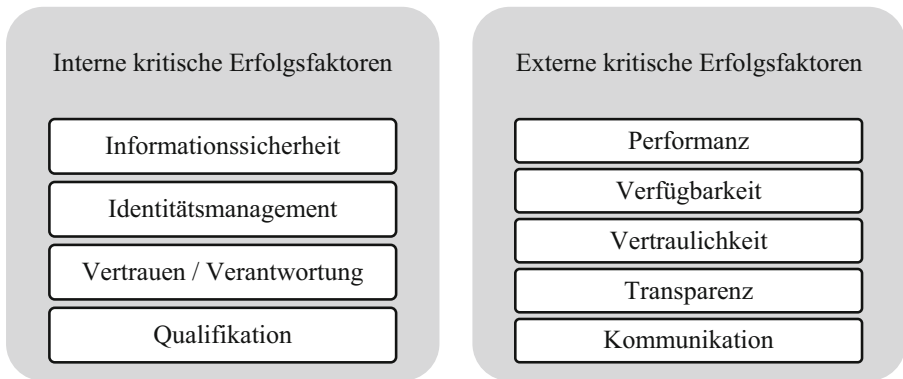 Interne kritische Erfolgsfaktoren
Informationssicherheit
Identitätsmanagement
Vertrauen / Verantwortung
Qualifikation
Externe kritische Erfolgsfaktoren
Performanz
Verfügbarkeit
Vertraulichkeit
Transparenz
Kommunikation